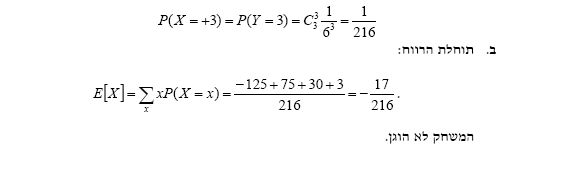 P(X = +3) = P(Y = 3) = C_3^3 \frac{1}{6^3} = \frac{1}{216}
ב. תוחלת הרווח:
E[X] = \sum_x xP(X = x) = \frac{-125 + 75 + 30 + 3}{216} = -\frac{17}{216}.
המשחק לא הוגן.